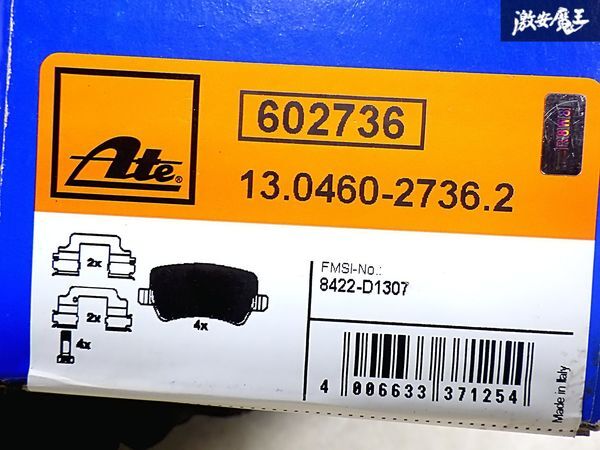 激安魔王
602736
Ate®
13.0460-2736.2
2x
2x
4x
4x
FMSI-No.:
8422-D1307
4 006633 371254
Made in Italy